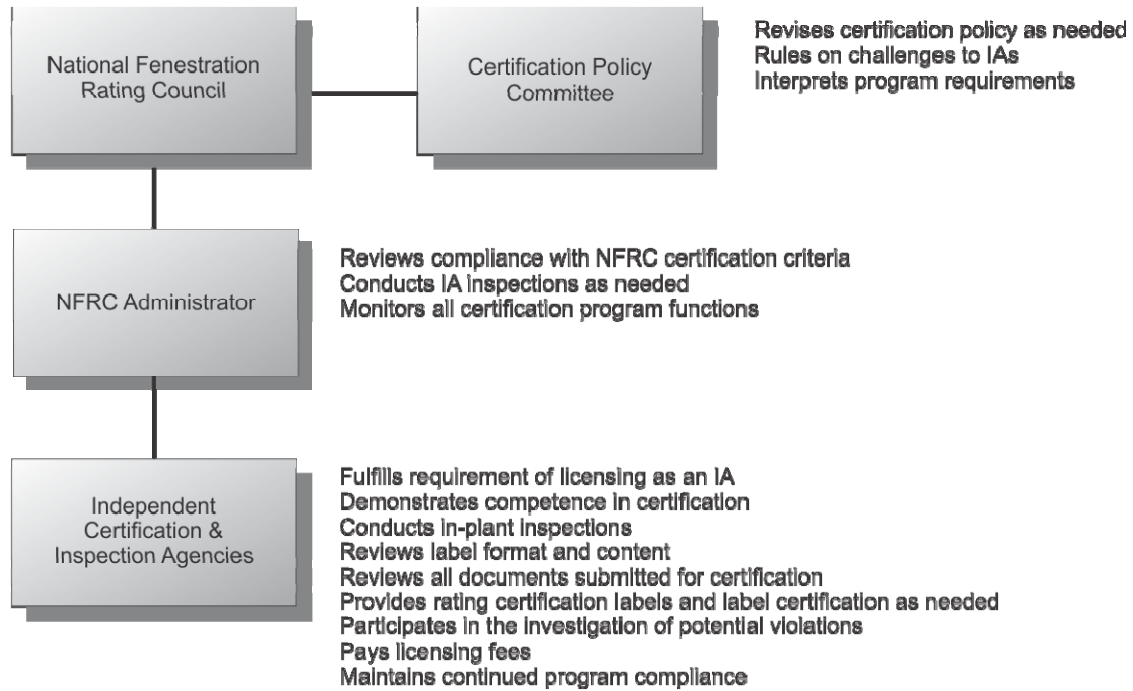 National Fenestration
Rating Council
Certification Policy
Committee
Revises certification policy as needed
Rules on challenges to IAs
Interprets program requirements
NFRC Administrator
Reviews compliance with NFRC certification criteria
Conducts IA inspections as needed
Monitors all certification program functions
Independent
Certification &
Inspection Agencies
Fulfills requirement of licensing as an IA
Demonstrates competence in certification
Conducts in-plant inspections
Reviews label format and content
Reviews all documents submitted for certification
Provides rating certification labels and label certification as needed
Participates in the investigation of potential violations
Pays licensing fees
Maintains continued program compliance